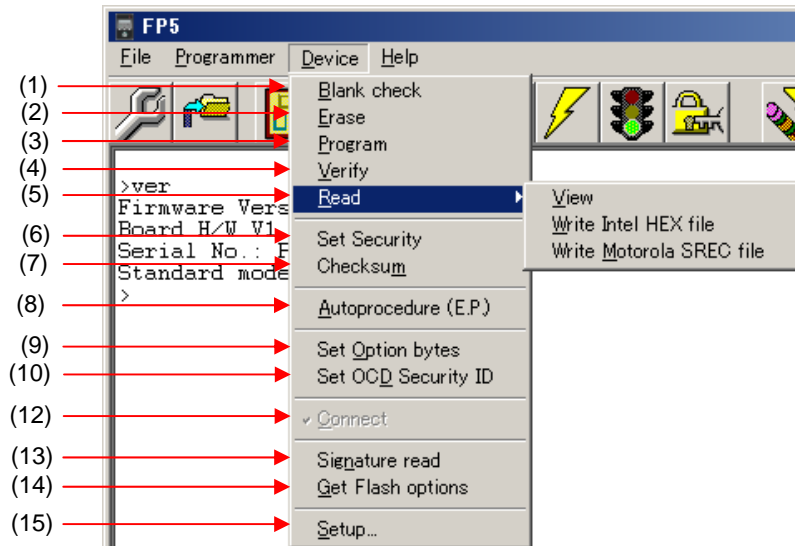 FP5
File Programmer Device Help
(1) Blank check
(2) Erase
(3) Program
(4) Verify
(5) Read
View
Write Intel HEX file
Write Motorola SREC file
(6) Set Security
(7) Checksum
(8) Autoprocedure (E.P.)
(9) Set Option bytes
(10) Set OCD Security ID
(12) Connect
(13) Signature read
(14) Get Flash options
(15) Setup...
>ver
Firmware Vers
Board H/W V1
Serial No.: F
Standard mode
>